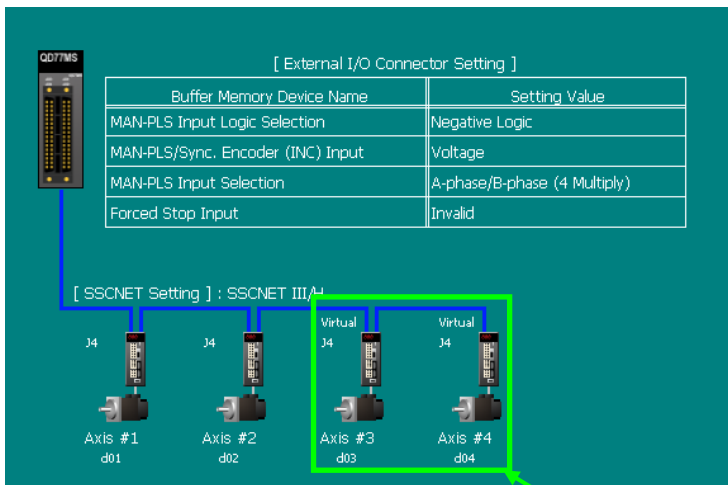 QD77MS
[ External I/O Connector Setting ]
Buffer Memory Device Name Setting Value
MAN-PLS Input Logic Selection Negative Logic
MAN-PLS/Sync. Encoder (INC) Input Voltage
MAN-PLS Input Selection A-phase/B-phase (4 Multiply)
Forced Stop Input Invalid
[ SSCNET Setting ] : SSCNET III/H
Virtual Virtual
J4 J4 J4 J4
Axis #1 Axis #2 Axis #3 Axis #4
d01 d02 d03 d04